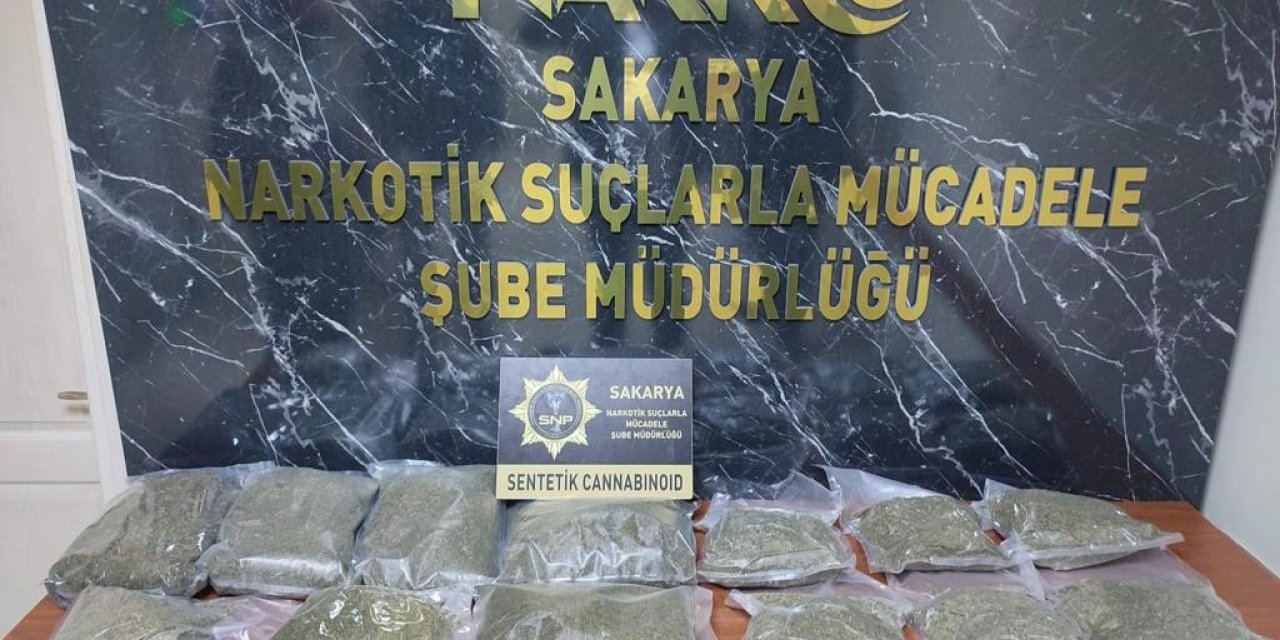 SAKARYA
NARKOTİK SUÇLARLA MÜCADELE
ŞUBE MÜDÜRLÜĞÜ
SNP
SAKARYA
NARKOTİK SUÇLARLA
MÜCADELE
ŞUBE MÜDÜRLÜĞÜ
SENTETİK CANNABINOID